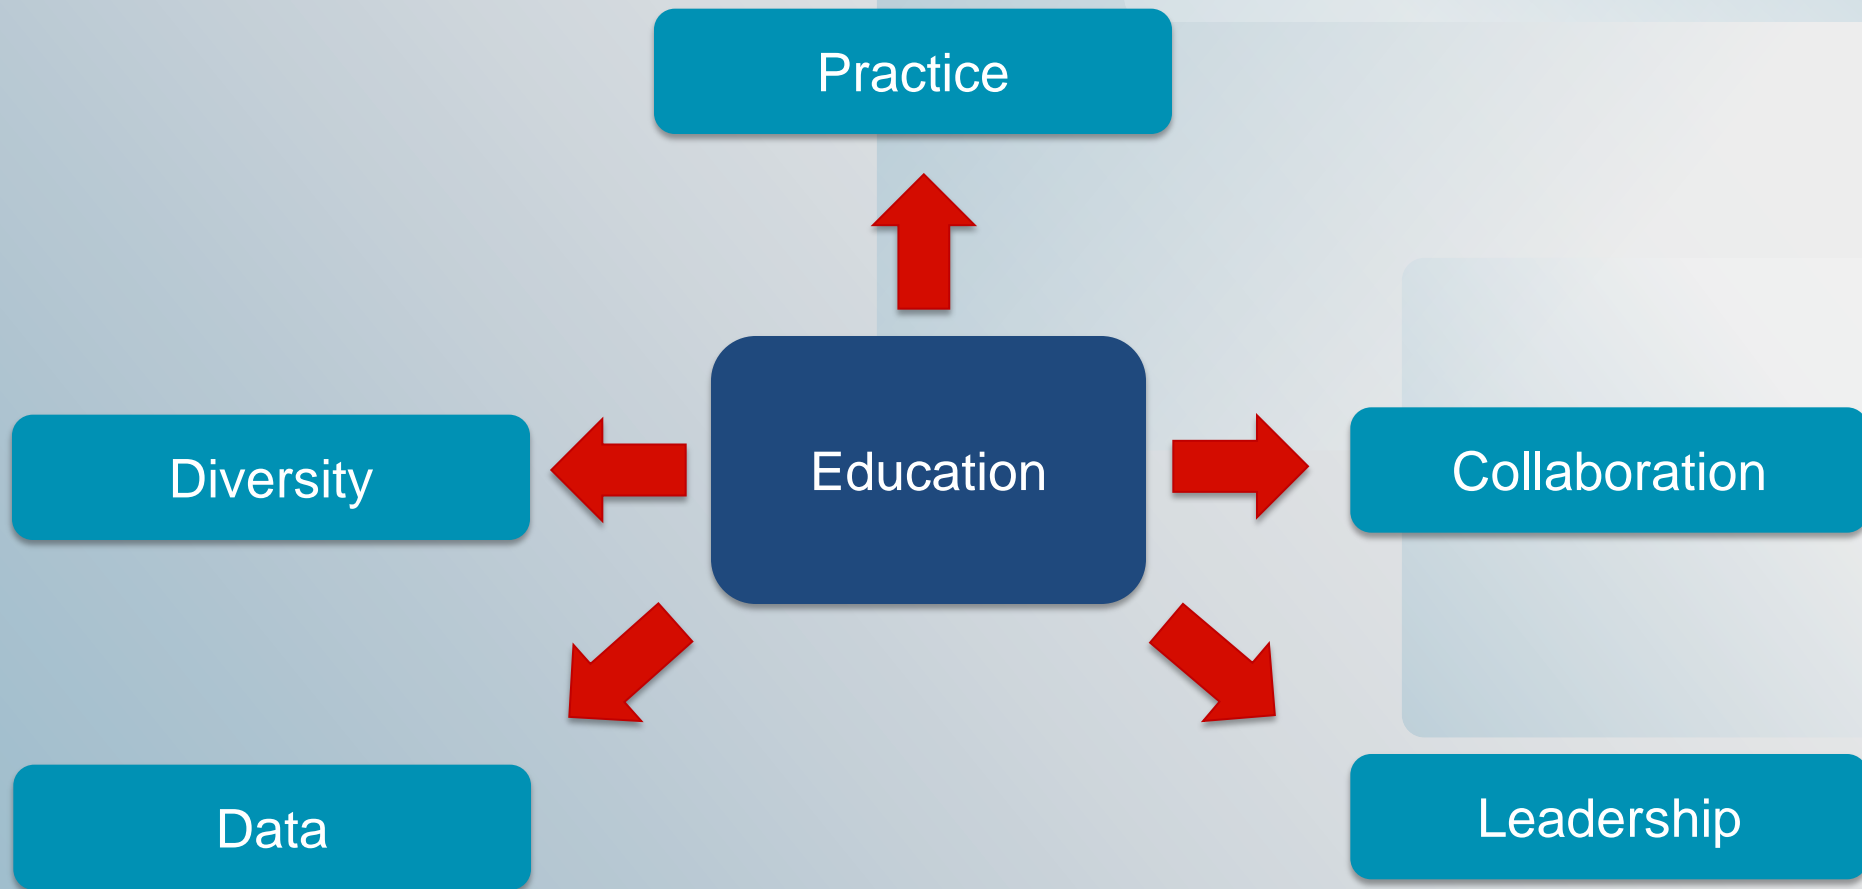 Practice
Diversity
Education
Collaboration
Data
Leadership